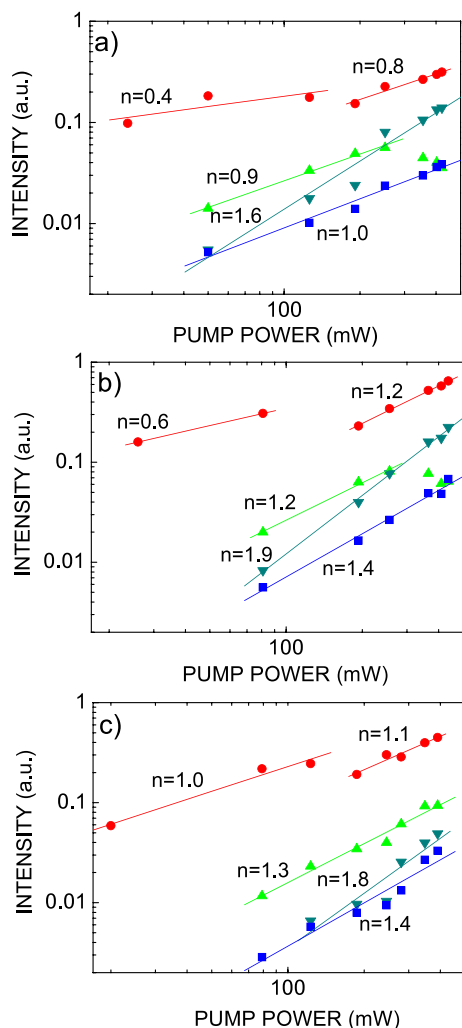 a)
1
n=0.8
n=0.4
0.1
n=0.9
n=1.6
0.01
n=1.0
INTENSITY (a.u.)
100
PUMP POWER (mW)
b)
1
n=1.2
n=0.6
0.1
n=1.2
n=1.9
0.01
n=1.4
INTENSITY (a.u.)
100
PUMP POWER (mW)
c)
1
n=1.1
n=1.0
0.1
n=1.3
n=1.8
0.01
n=1.4
INTENSITY (a.u.)
100
PUMP POWER (mW)